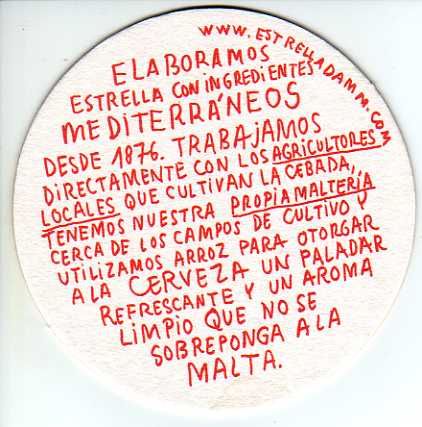 WWW.ESTRELLADAMM.COM
ELABORAMOS
ESTRELLA CON INGREDIENTES
MEDITERRÁNEOS
DESDE 1876. TRABAJAMOS
DIRECTAMENTE CON LOS AGRICULTORES
LOCALES QUE CULTIVAN LA CEBADA,
TENEMOS NUESTRA PROPIA MALTERÍA
CERCA DE LOS CAMPOS DE CULTIVO Y
UTILIZAMOS ARROZ PARA OTORGAR
A LA CERVEZA UN PALADAR
REFRESCANTE Y UN AROMA
LIMPIO QUE NO SE
SOBREPONGA A LA
MALTA.